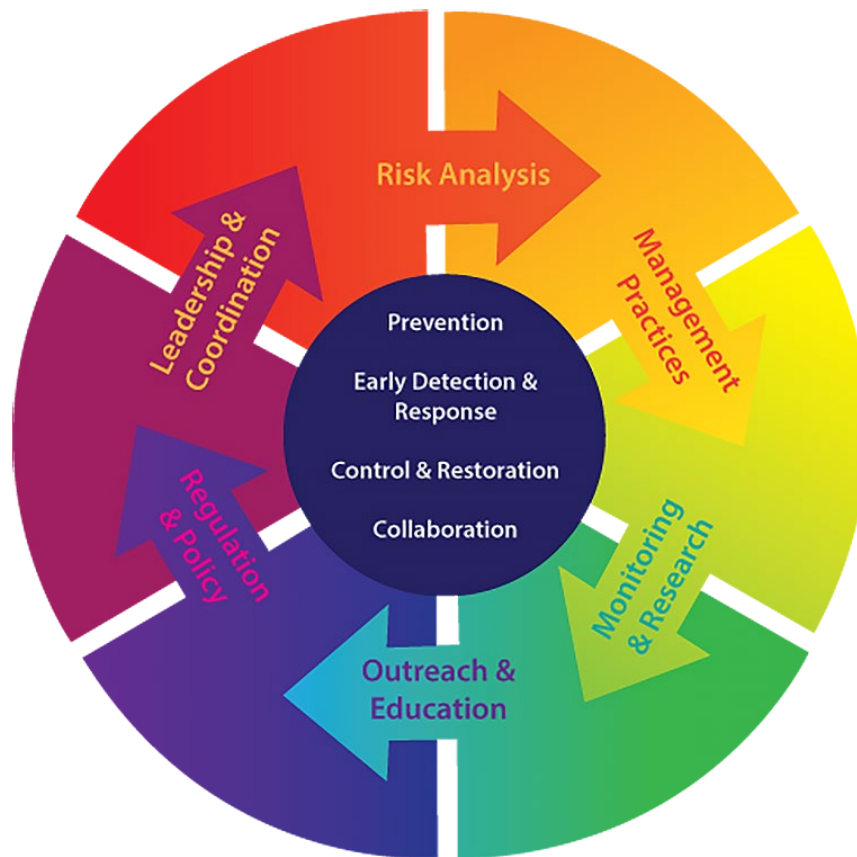 Risk Analysis
Management
Practices
Monitoring
& Research
Outreach &
Education
Regulation
& Policy
Leadership &
Coordination
Prevention
Early Detection &
Response
Control & Restoration
Collaboration